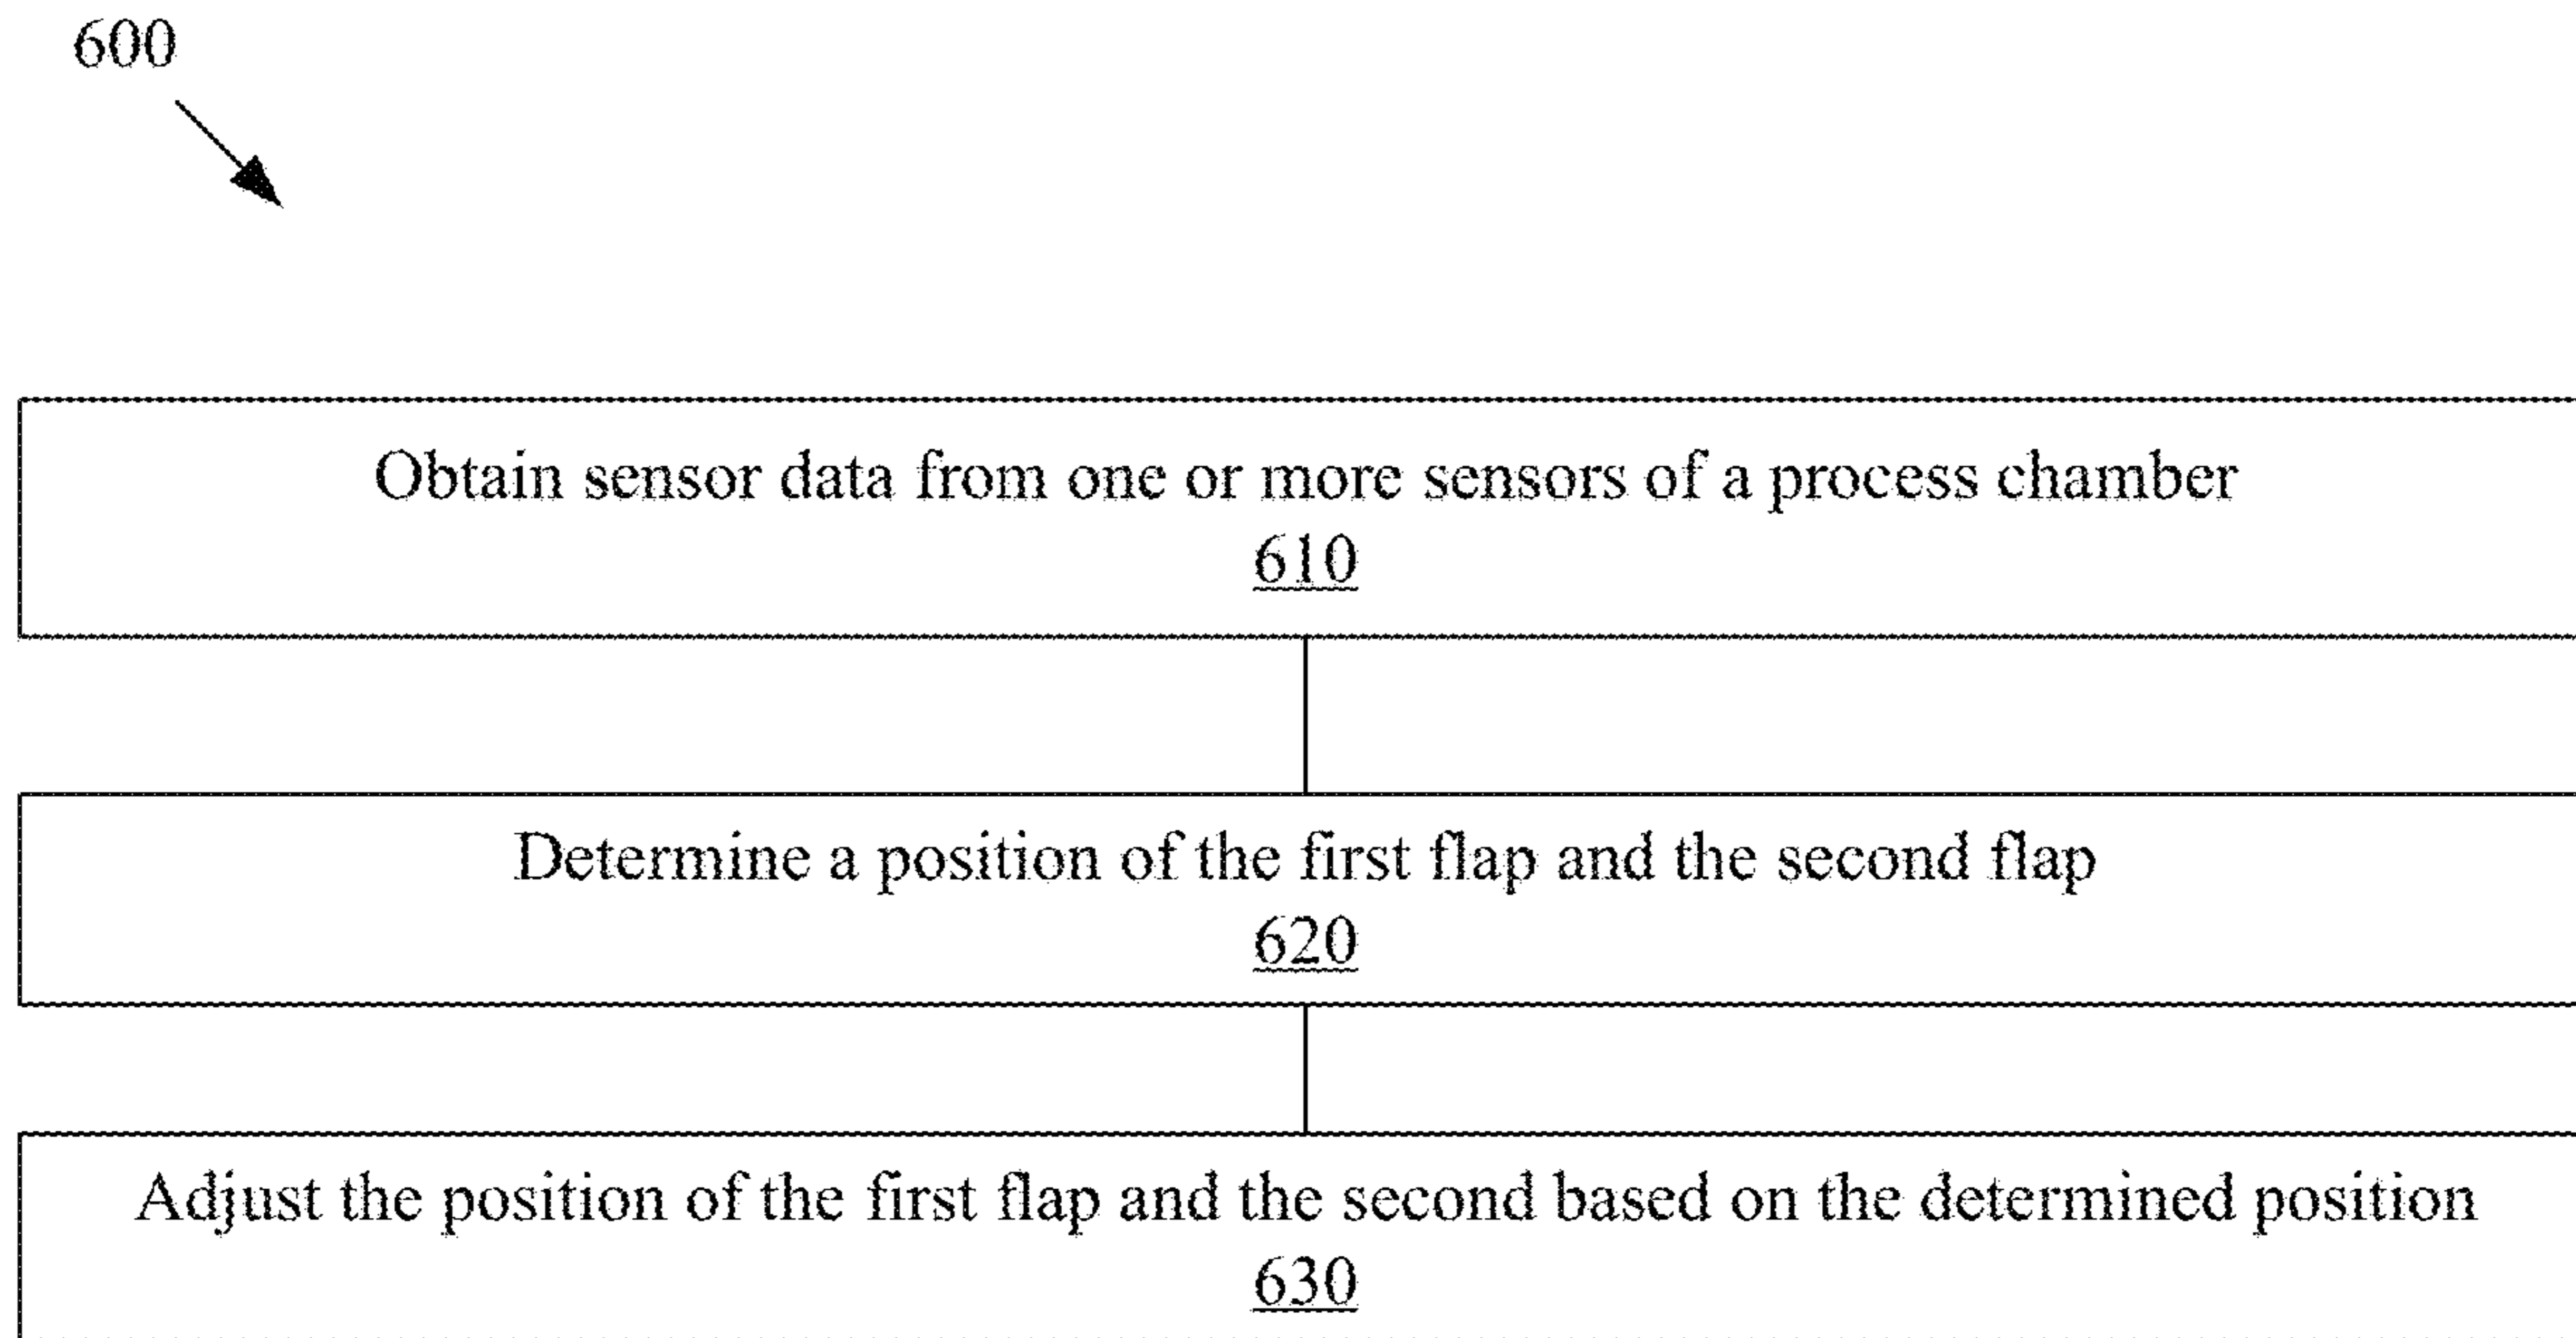 600
Obtain sensor data from one or more sensors of a process chamber
610
Determine a position of the first flap and the second flap
620
Adjust the position of the first flap and the second based on the determined position
630